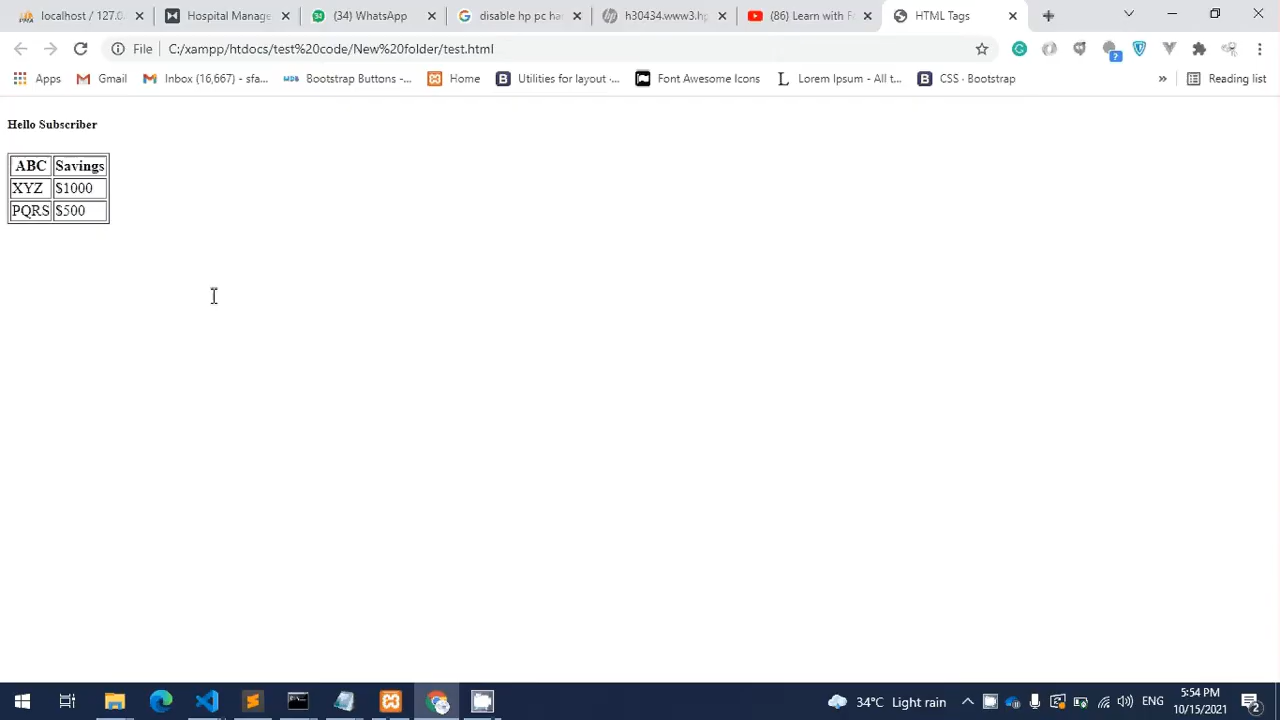 localhost / 127.0 Hospital Manage (34) WhatsApp disable hp pc ha h30434.www3.hp (86) Learn with F HTML Tags
File C:/xampp/htdocs/test%20code/New%20folder/test.html
Apps Gmail Inbox (16,667) - sfa... Bootstrap Buttons -... Home Utilities for layout ·... Font Awesome Icons Lorem Ipsum - All t... CSS · Bootstrap » Reading list
Hello Subscriber
ABC Savings
XYZ $1000
PQRS $500
34°C Light rain ENG 5:54 PM
10/15/2021 2